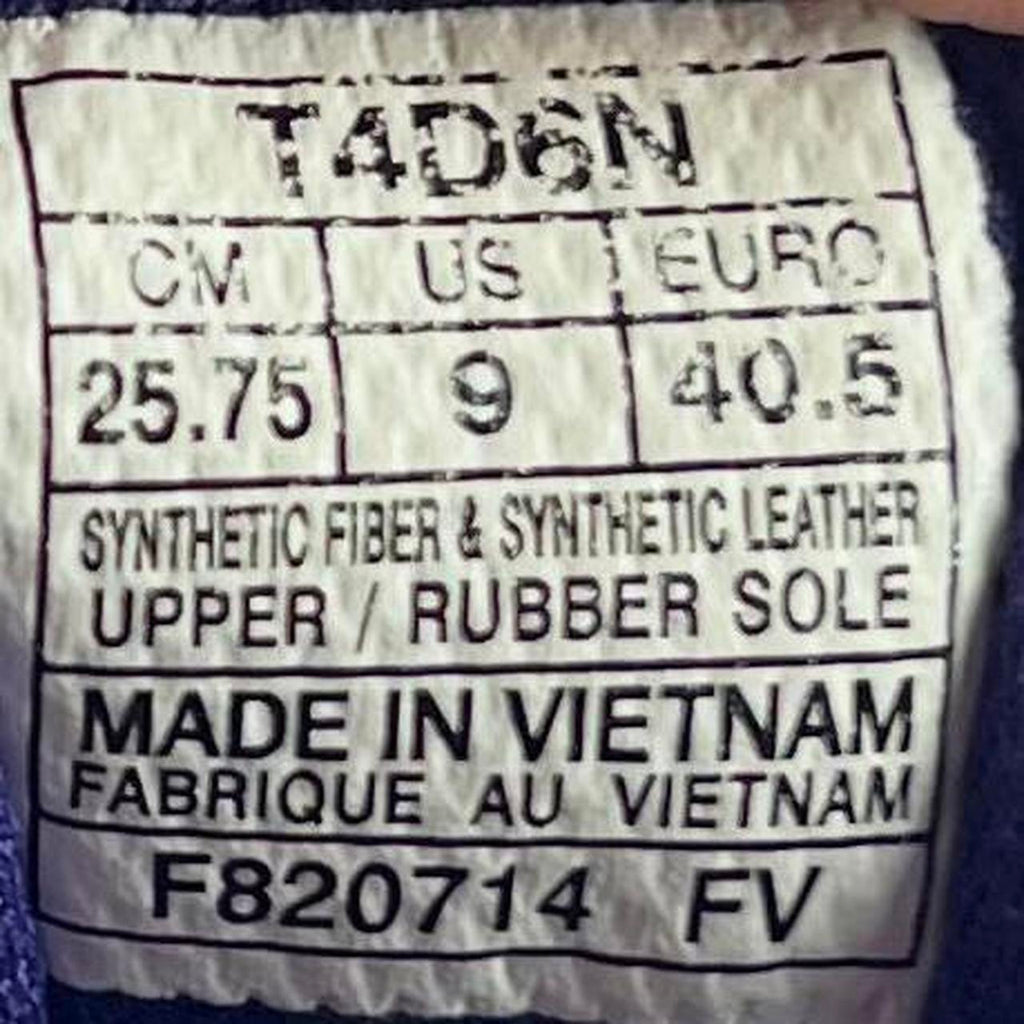 T4D6N
CM US EURO
25.75 9 40.5
SYNTHETIC FIBER & SYNTHETIC LEATHER
UPPER / RUBBER SOLE
MADE IN VIETNAM
FABRIQUE AU VIETNAM
F820714 FV